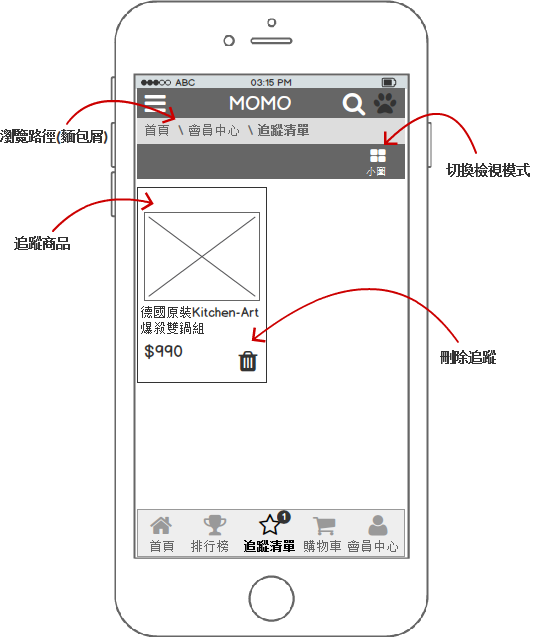 ABC 03:15 PM
MOMO
瀏覽路徑(麵包屑)
首頁 \ 會員中心 \ 追蹤清單
小圖
切換檢視模式
追蹤商品
德國原裝Kitchen-Art
爆殺雙鍋組
$990
刪除追蹤
1
首頁 排行榜 追蹤清單 購物車 會員中心